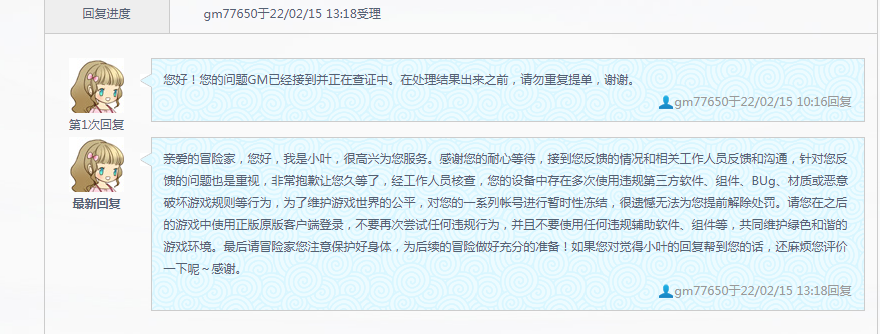 回复进度 gm77650于22/02/15 13:18受理
您好！您的问题GM已经接到并正在查证中。在处理结果出来之前，请勿重复提单，谢谢。
gm77650于22/02/15 10:16回复
第1次回复
亲爱的冒险家，您好，我是小叶，很高兴为您服务。感谢您的耐心等待，接到您反馈的情况和相关工作人员反馈和沟通，针对您反
馈的问题也是重视，非常抱歉让您久等了，经工作人员核查，您的设备中存在多次使用违规第三方软件、组件、BUg、材质或恶意
破坏游戏规则等行为，为了维护游戏世界的公平，对您的一系列帐号进行暂时性冻结，很遗憾无法为您提前解除处罚。请您在之后
的游戏中使用正版原版客户端登录，不要再次尝试任何违规行为，并且不要使用任何违规辅助软件、组件等，共同维护绿色和谐的
游戏环境。最后请冒险家您注意保护好身体，为后续的冒险做好充分的准备！如果您对觉得小叶的回复帮到您的话，还麻烦您评价
一下呢～感谢。
gm77650于22/02/15 13:18回复
最新回复